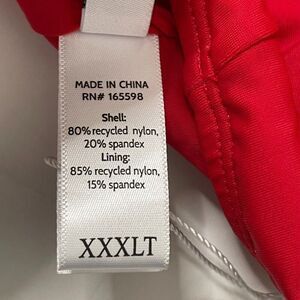 MADE IN CHINA
RN# 165598
Shell:
80% recycled nylon,
20% spandex
Lining:
85% recycled nylon,
15% spandex
XXXLT